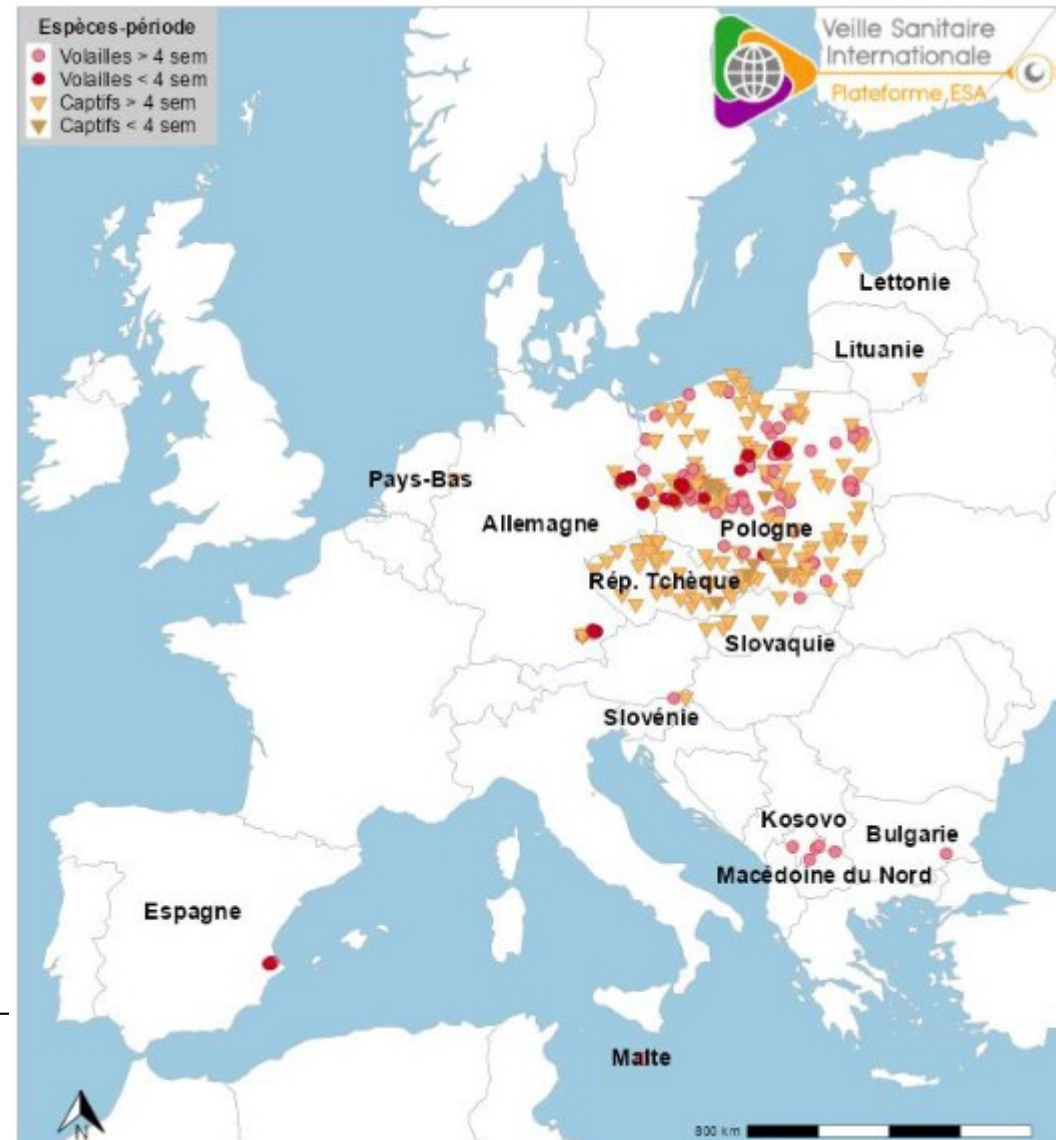 Espèces-période
Volailles > 4 sem
Volailles < 4 sem
Captifs > 4 sem
Captifs < 4 sem
Veille Sanitaire
Internationale
Plateforme ESA
Lettonie
Lituanie
Pays-Bas
Allemagne
Pologne
Rép. Tchèque
Slovaquie
Slovénie
Kosovo
Bulgarie
Macédoine du Nord
Espagne
Malte
N
800 km